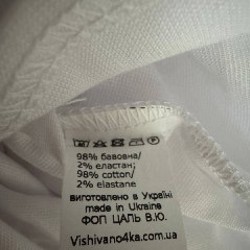 98% бавовна/
2% еластан;
98% cotton/
2% elastane
виготовлено в Україні
made in Ukraine
ФОП ЦАЛЬ В.Ю.
Vishivano4ka.com.ua